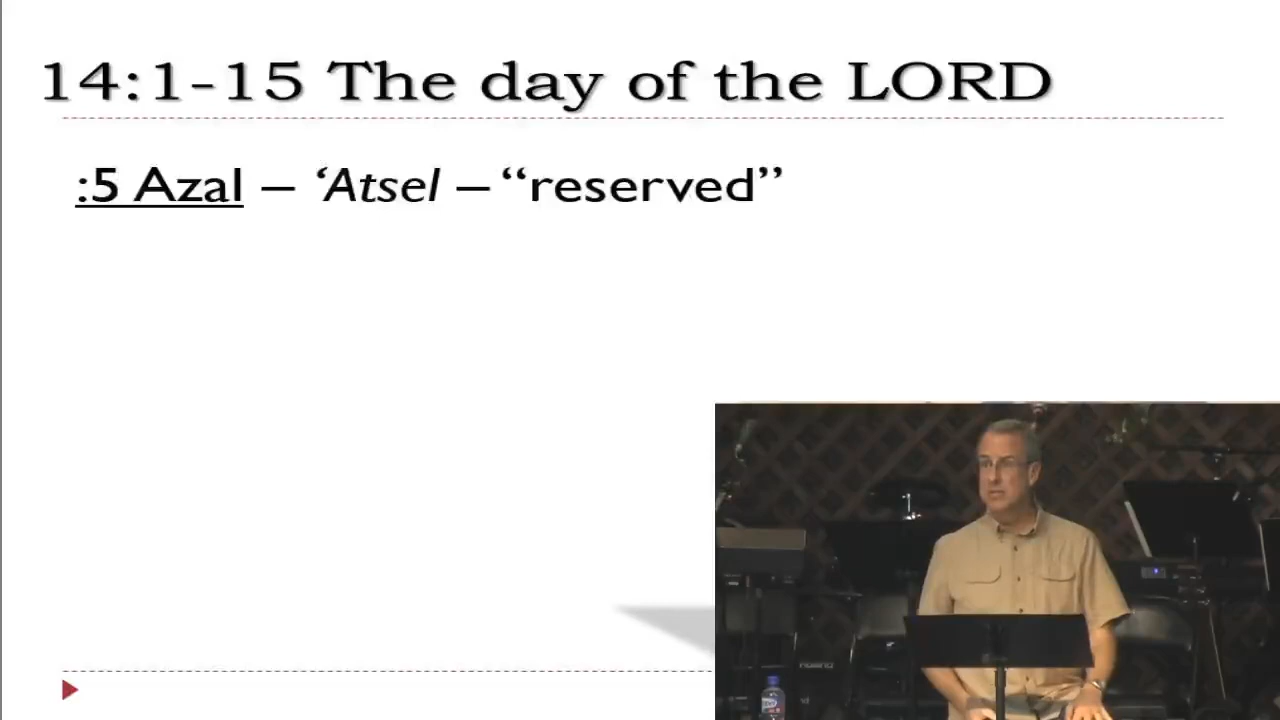 14:1-15 The day of the LORD
:5 Azal – ‘Atsel – “reserved”